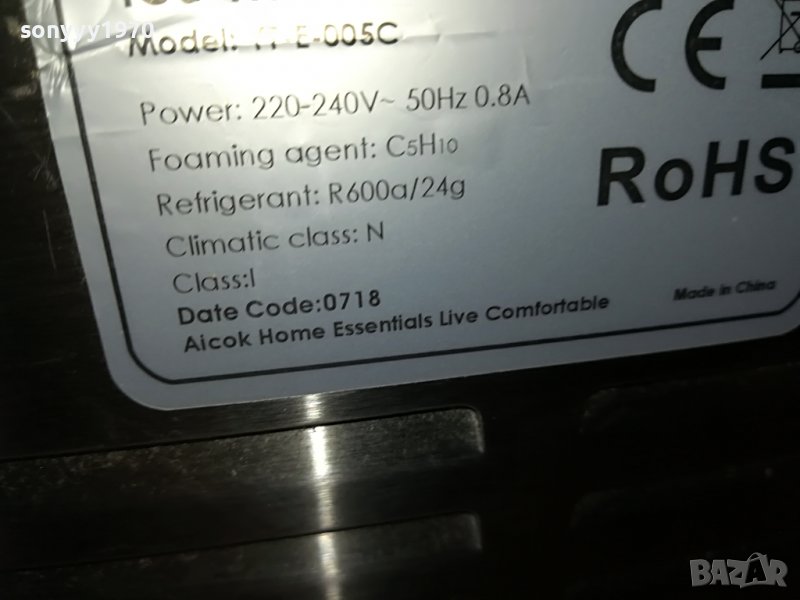 sonyyy1970
Model: E-005C
Power: 220-240V~ 50Hz 0.8A
Foaming agent: C5H10
Refrigerant: R600a/24g
Climatic class: N
Class:I
Date Code:0718
Aicok Home Essentials Live Comfortable
CE
RoHS
Made in China
BAZAR